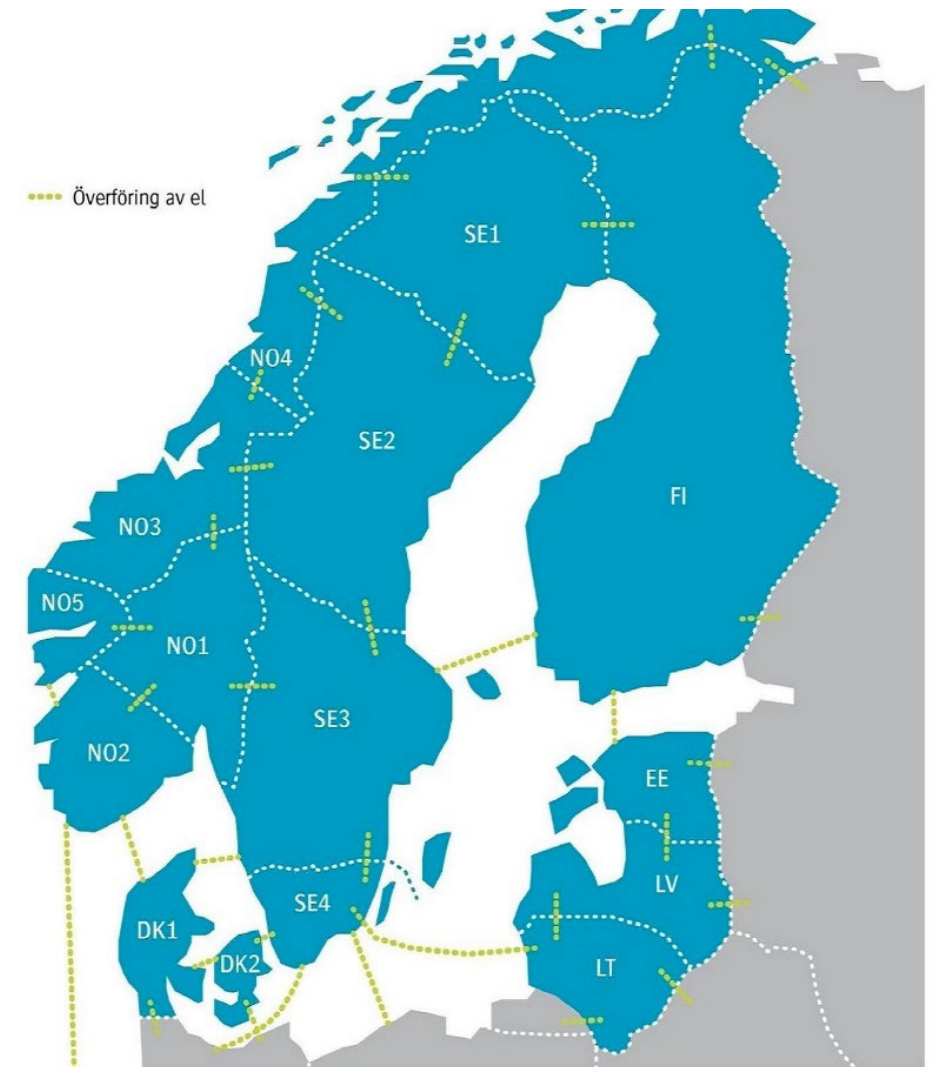 Överföring av el
SE1
NO4
SE2
FI
NO3
NO5
NO1
SE3
NO2
EE
LV
SE4
DK1
DK2
LT